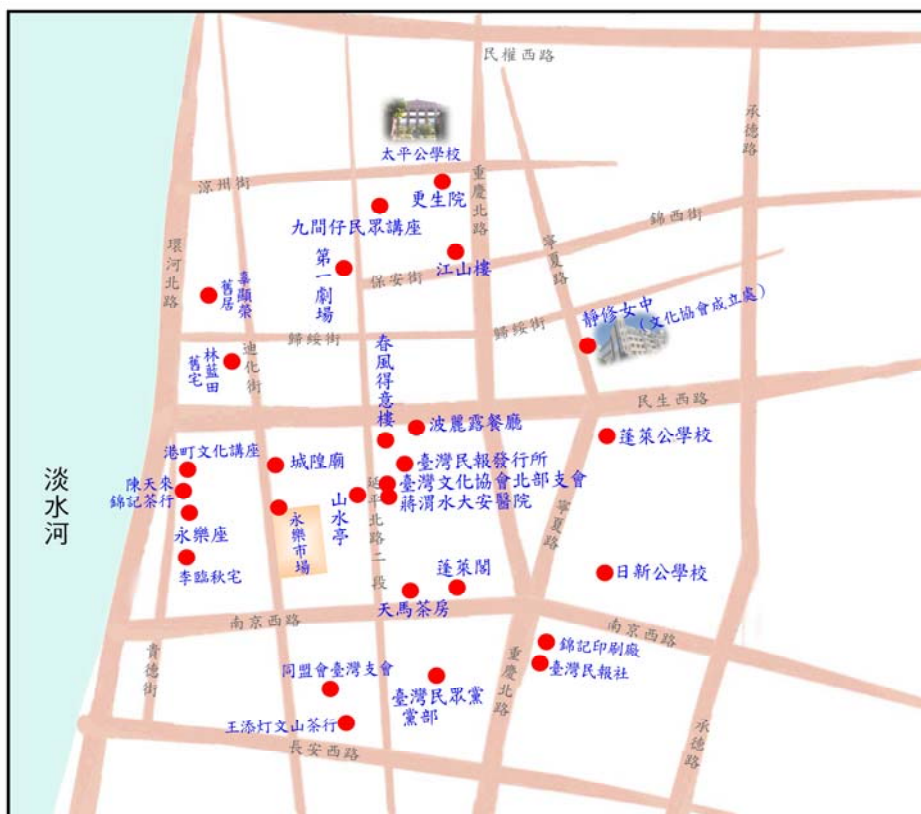 民權西路
承德路
太平公學校
涼州街
更生院
重慶北路
九間仔民眾講座
錦西街
寧夏路
環河北路
第一劇場
保安街
江山樓
辜顯榮
舊居
靜修女中
(文化協會成立處)
歸綏街
歸綏街
迪化街
林藍田
舊宅
春風得意樓
民生西路
波麗露餐廳
蓬萊公學校
港町文化講座
城隍廟
臺灣民報發行所
淡水河
陳天來
錦記茶行
臺灣文化協會北部支會
蔣渭水大安醫院
山水亭
延平北路二段
永樂座
永樂市場
寧夏路
李臨秋宅
蓬萊閣
日新公學校
天馬茶房
南京西路
南京西路
錦記印刷廠
臺灣民報社
貴德街
同盟會臺灣支會
臺灣民眾黨
黨部
重慶北路
王添灯文山茶行
長安西路
承德路